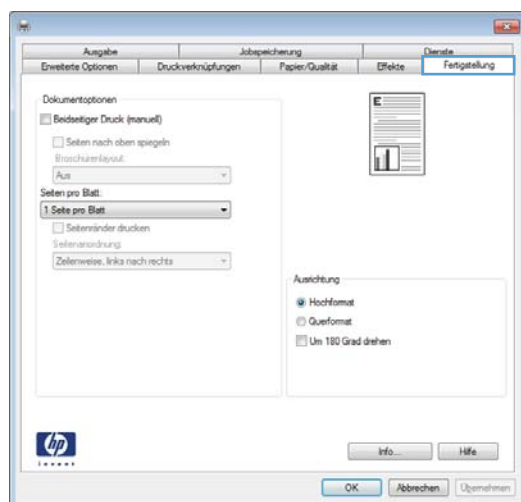 Ausgabe
Jobspeicherung
Dienste
Erweiterte Optionen
Druckverknüpfungen
Papier/Qualität
Effekte
Fertigstellung
Dokumentoptionen
Beidseitiger Druck (manuell)
Seiten nach oben spiegeln
Broschürenlayout:
Aus
Seiten pro Blatt:
1 Seite pro Blatt
Seitenränder drucken
Seitenanordnung:
Zeilenweise, links nach rechts
E
Ausrichtung
Hochformat
Querformat
Um 180 Grad drehen
hp
invent
Info...
Hilfe
OK
Abbrechen
Übernehmen